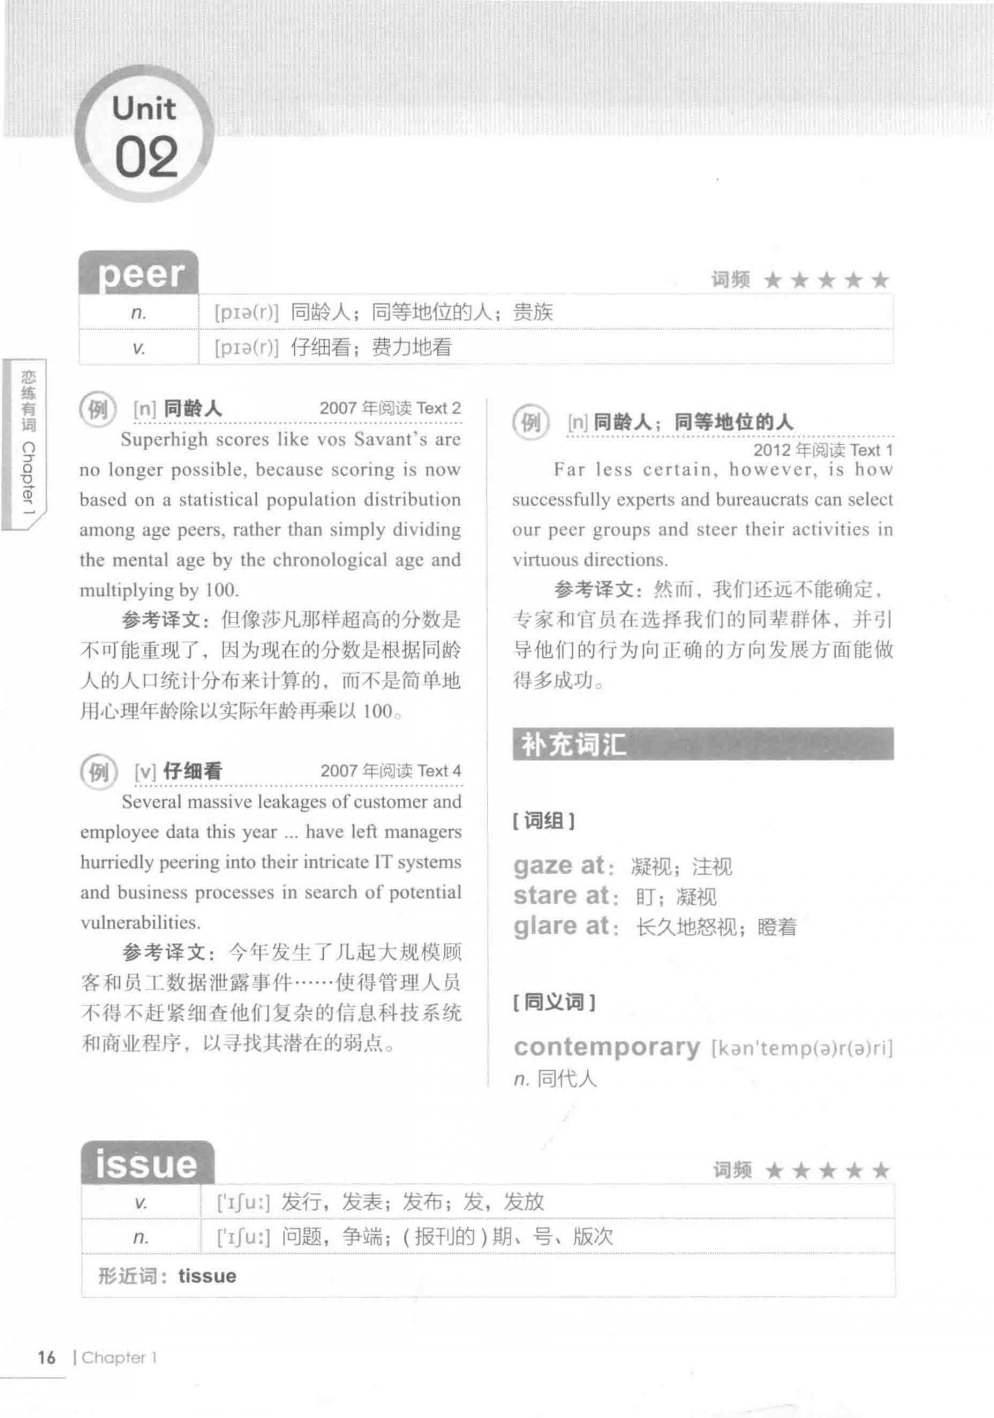 Unit
02
peer
词频 ★★★★★
n. [pɪə(r)] 同龄人；同等地位的人；贵族
v. [pɪə(r)] 仔细看；费力地看
恋练有词 Chapter 1
例 [n] 同龄人 2007 年阅读 Text 2
Superhigh scores like vos Savant's are
no longer possible, because scoring is now
based on a statistical population distribution
among age peers, rather than simply dividing
the mental age by the chronological age and
multiplying by 100.
参考译文：但像莎凡那样超高的分数是
不可能重现了，因为现在的分数是根据同龄
人的人口统计分布来计算的，而不是简单地
用心理年龄除以实际年龄再乘以 100。
例 [v] 仔细看 2007 年阅读 Text 4
Several massive leakages of customer and
employee data this year ... have left managers
hurriedly peering into their intricate IT systems
and business processes in search of potential
vulnerabilities.
参考译文：今年发生了几起大规模顾
客和员工数据泄露事件……使得管理人员
不得不赶紧细查他们复杂的信息科技系统
和商业程序，以寻找其潜在的弱点。
例 [n] 同龄人；同等地位的人
2012 年阅读 Text 1
Far less certain, however, is how
successfully experts and bureaucrats can select
our peer groups and steer their activities in
virtuous directions.
参考译文：然而，我们还远不能确定，
专家和官员在选择我们的同辈群体，并引
导他们的行为向正确的方向发展方面能做
得多成功。
补充词汇
[词组]
gaze at：凝视；注视
stare at：盯；凝视
glare at：长久地怒视；瞪着
[同义词]
contemporary [kən'temp(ə)r(ə)ri]
n. 同代人
issue
词频 ★★★★★
v. ['ɪʃuː] 发行，发表；发布；发，发放
n. ['ɪʃuː] 问题，争端；(报刊的)期、号、版次
形近词：tissue
16 | Chapter 1